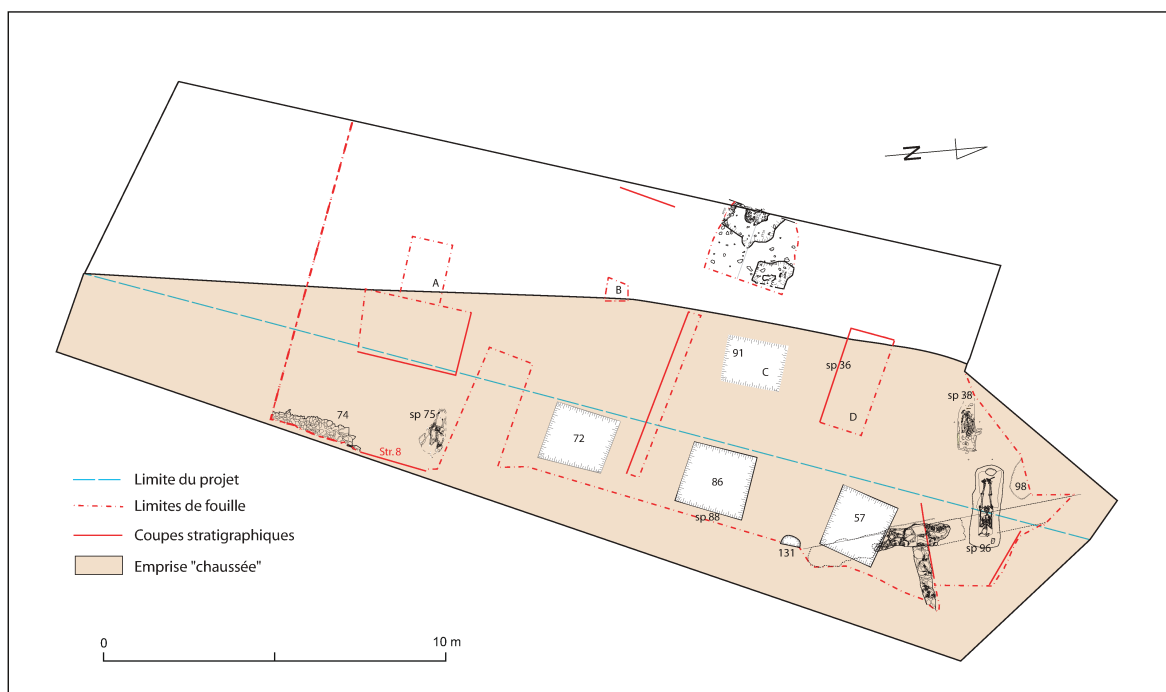 N
A
B
91
C
sp 36
D
sp 38
74
sp 75
Str. 8
72
86
sp 88
57
98
131
sp 96
Limite du projet
Limites de fouille
Coupes stratigraphiques
Emprise "chaussée"
0
10 m